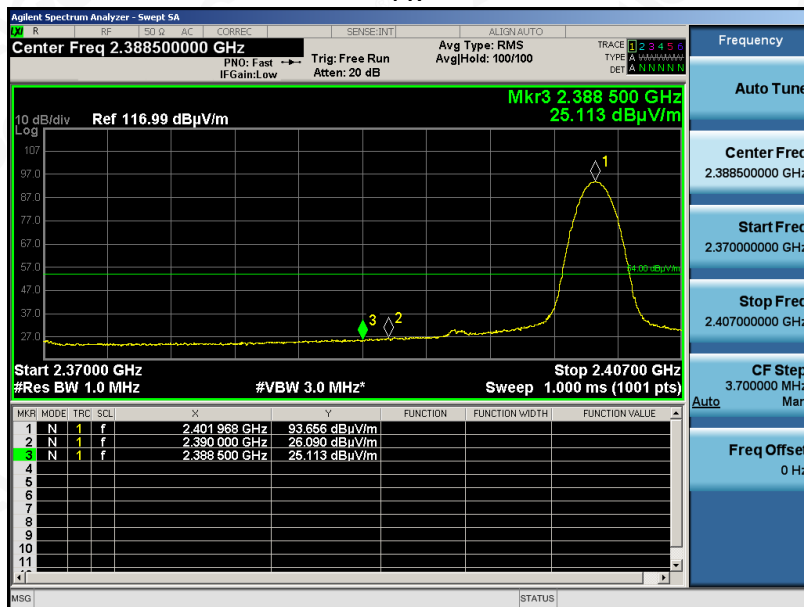 Agilent Spectrum Analyzer - Swept SA
R RF 50 Ω AC CORREC SENSE:INT ALIGN AUTO
Center Freq 2.388500000 GHz
PNO: Fast
IFGain:Low
Trig: Free Run
Atten: 20 dB
Avg Type: RMS
Avg|Hold: 100/100
TRACE 1 2 3 4 5 6
TYPE A
DET A N N N N N
Mkr3 2.388 500 GHz
25.113 dBµV/m
10 dB/div Ref 116.99 dBµV/m
Log
107
97.0
87.0
77.0
67.0
57.0
47.0
37.0
27.0
1
54.00 dBµV/m
3 2
Start 2.37000 GHz Stop 2.40700 GHz
#Res BW 1.0 MHz #VBW 3.0 MHz* Sweep 1.000 ms (1001 pts)
MKR MODE TRC SCL X Y FUNCTION FUNCTION WIDTH FUNCTION VALUE
1 N 1 f 2.401 968 GHz 93.656 dBµV/m
2 N 1 f 2.390 000 GHz 26.090 dBµV/m
3 N 1 f 2.388 500 GHz 25.113 dBµV/m
4
5
6
7
8
9
10
11
MSG STATUS
Frequency
Auto Tune
Center Freq
2.388500000 GHz
Start Freq
2.370000000 GHz
Stop Freq
2.407000000 GHz
CF Step
3.700000 MHz
Auto Man
Freq Offset
0 Hz